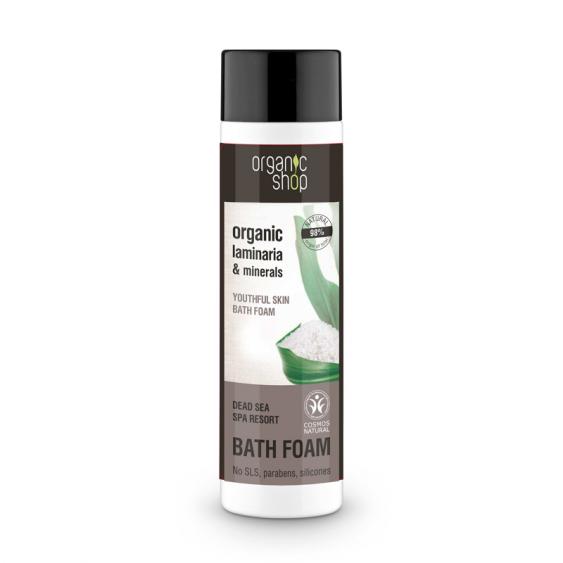 organic
shop
NATURAL
98%
organic
laminaria
& minerals
YOUTHFUL SKIN
BATH FOAM
DEAD SEA
SPA RESORT
COSMOS
NATURAL
BATH FOAM
No SLS, parabens, silicones